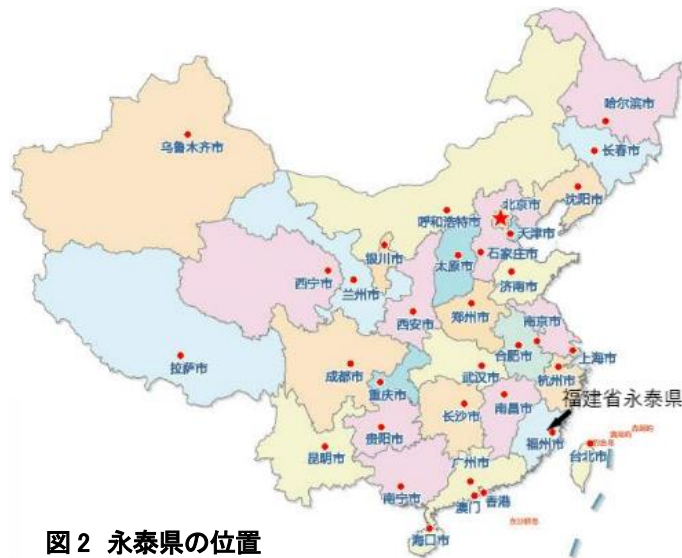 哈尔滨市
长春市
乌鲁木齐市
沈阳市
北京市
呼和浩特市
天津市
银川市
石家庄市
太原市
济南市
西宁市
兰州市
郑州市
西安市
南京市
合肥市
上海市
拉萨市
成都市
武汉市
杭州市
重庆市
福建省永泰県
长沙市
南昌市
贵阳市
福州市
昆明市
台北市
广州市
南宁市
香港
澳门
海口市
図 2 永泰県の位置